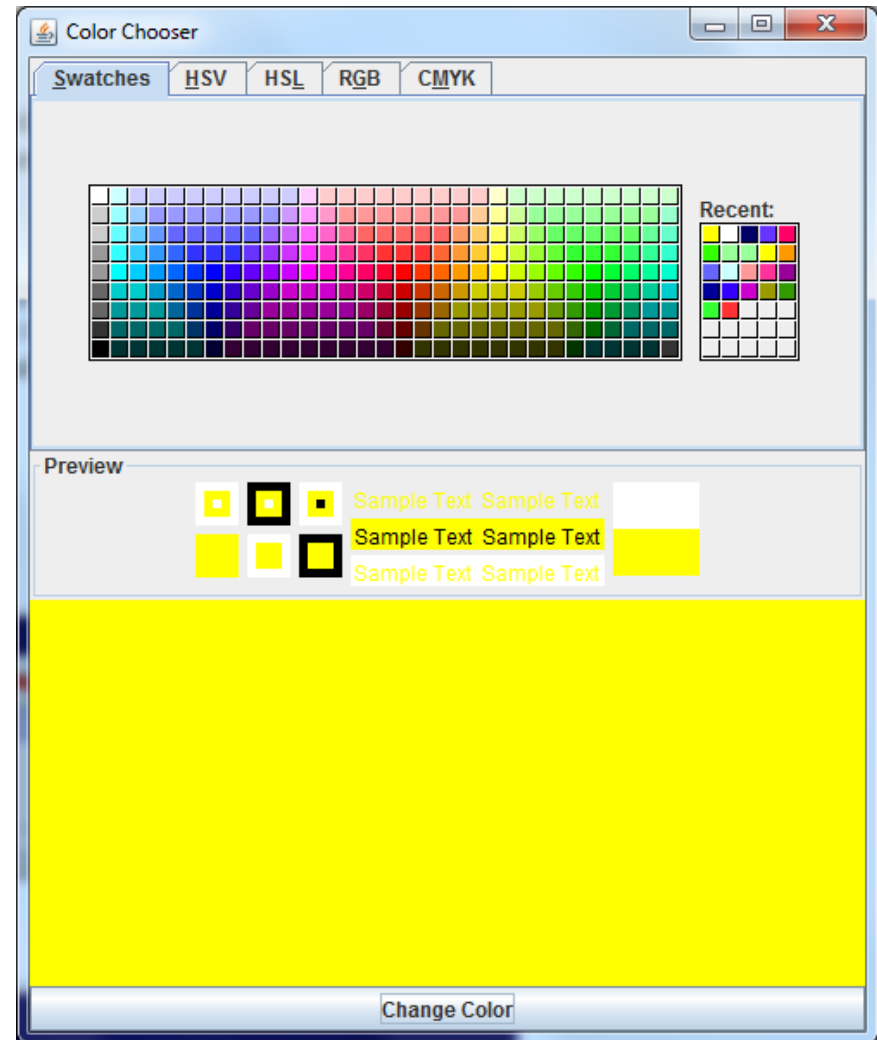 Color Chooser
Swatches HSV HSL RGB CMYK
Recent:
Preview
Sample Text Sample Text
Sample Text Sample Text
Sample Text Sample Text
Change Color